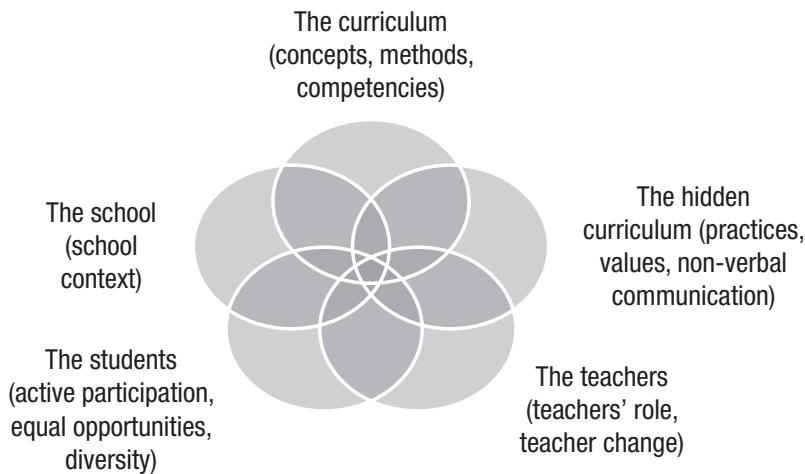 The curriculum
(concepts, methods,
competencies)
The school
(school
context)
The hidden
curriculum (practices,
values, non-verbal
communication)
The students
(active participation,
equal opportunities,
diversity)
The teachers
(teachers’ role,
teacher change)